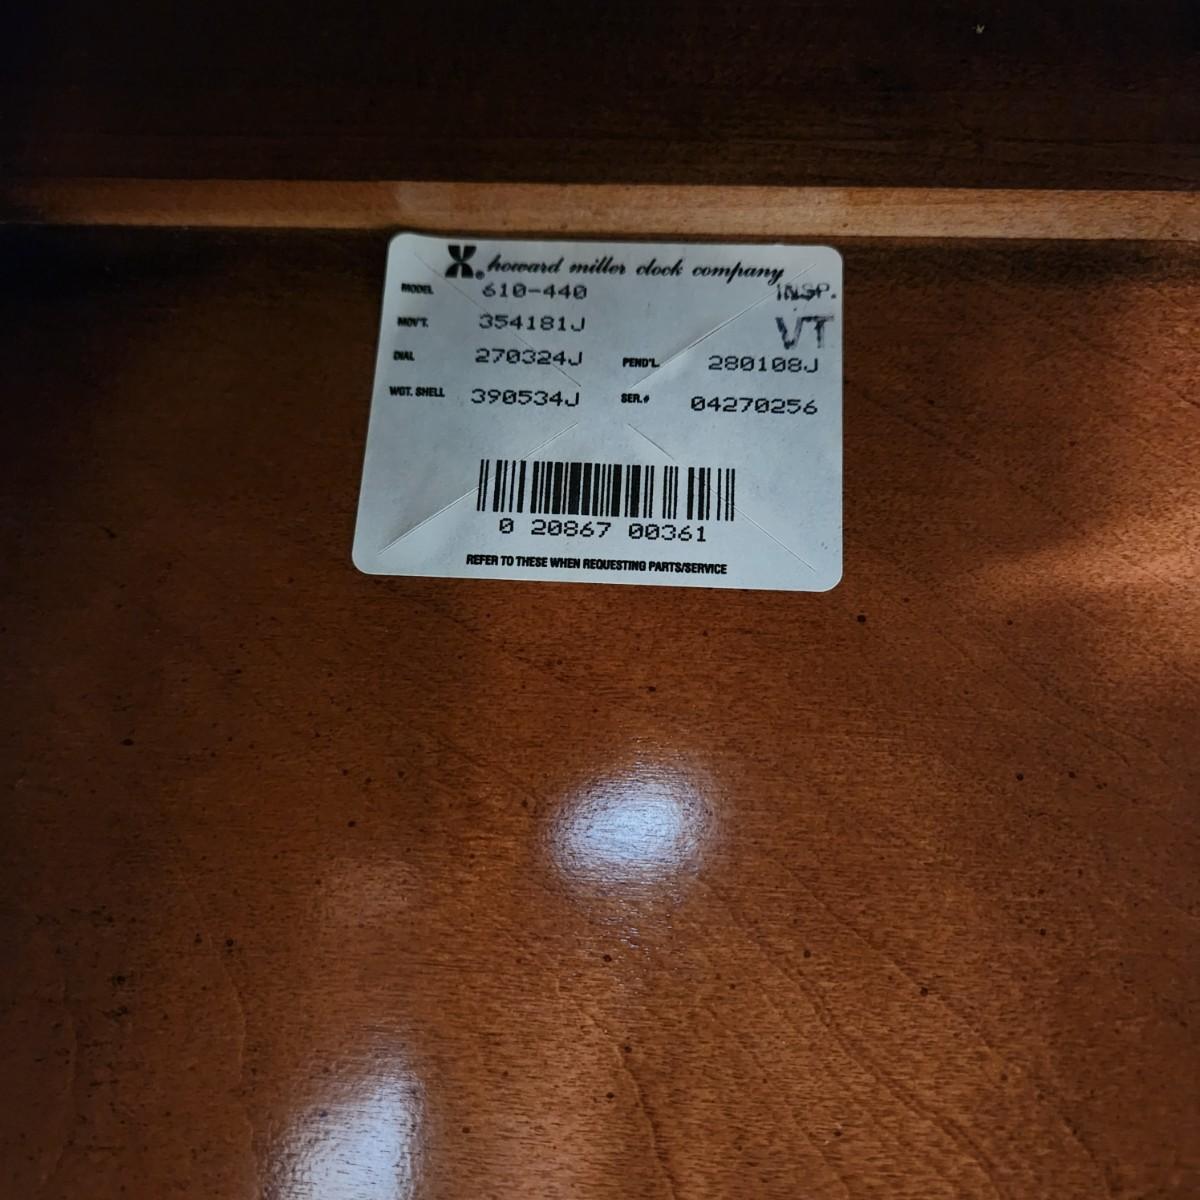 X® howard miller clock company
MODEL 610-440 INSP.
MOV'T. 354181J VT
DIAL 270324J PEND'L. 280108J
WGT. SHELL 390534J SER.# 04270256
0 20867 00361
REFER TO THESE WHEN REQUESTING PARTS/SERVICE